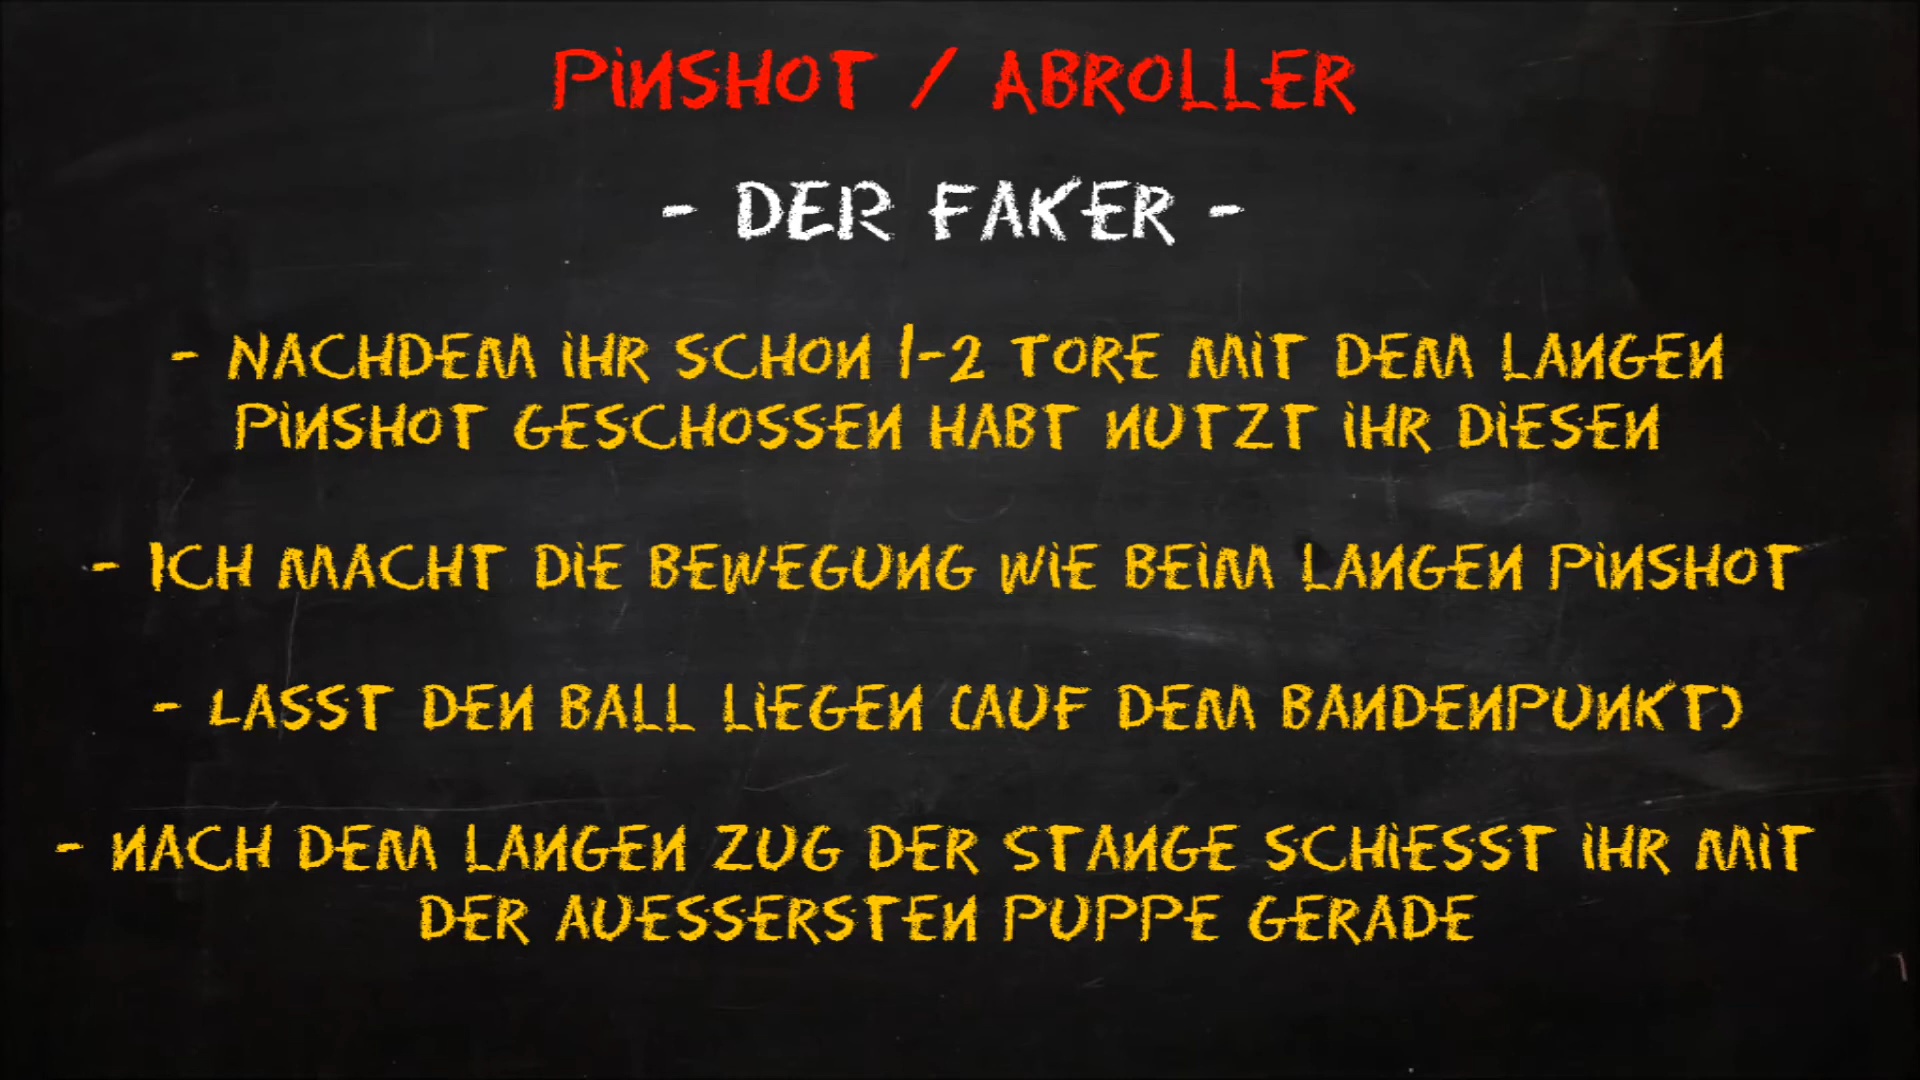 PINSHOT / ABROLLER
- DER FAKER -
- NACHDEM IHR SCHON 1-2 TORE MIT DEM LANGEN
PINSHOT GESCHOSSEN HABT NUTZT IHR DIESEN
- ICH MACHT DIE BEWEGUNG WIE BEIM LANGEN PINSHOT
- LASST DEN BALL LIEGEN (AUF DEM BANDENPUNKT)
- NACH DEM LANGEN ZUG DER STANGE SCHIESST IHR MIT
DER AUESSERSTEN PUPPE GERADE